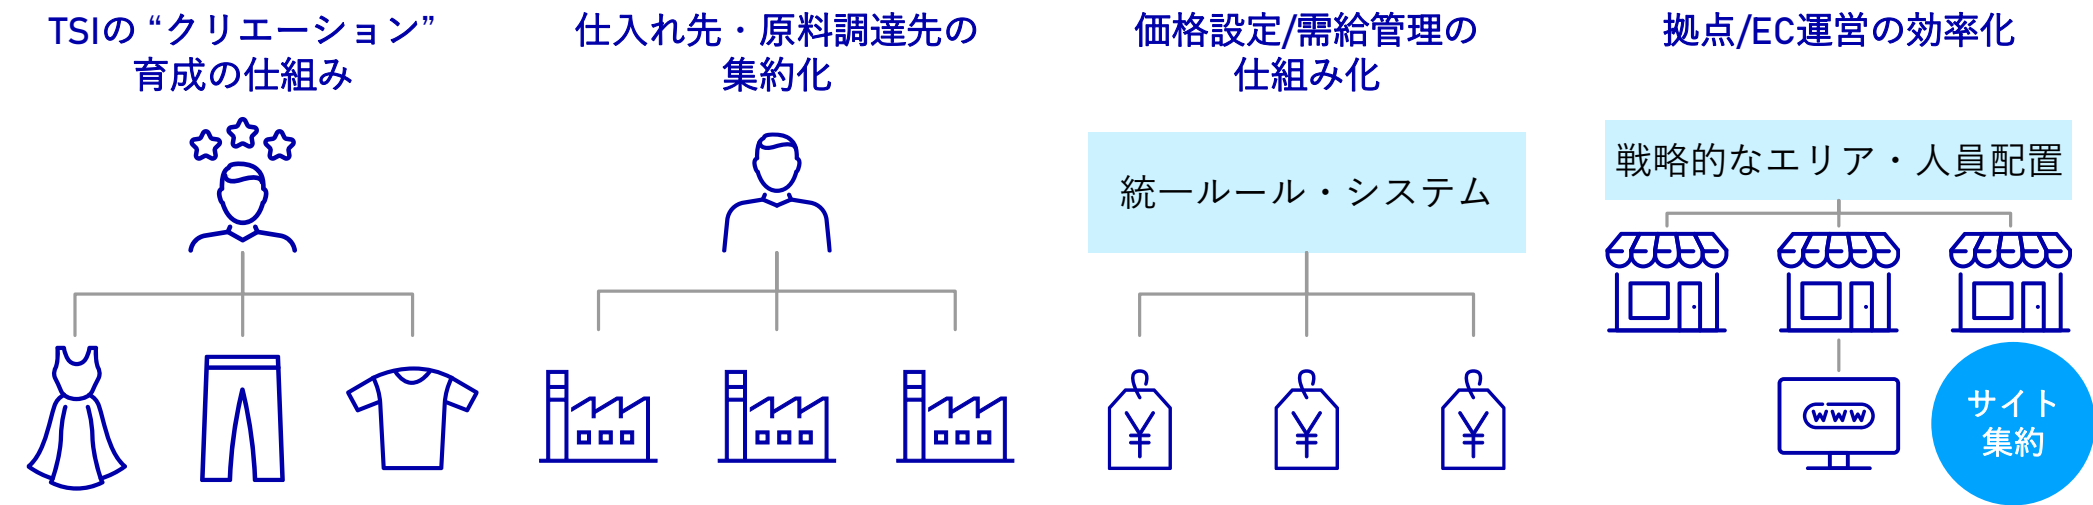 TSIの “クリエーション”
育成の仕組み
仕入れ先・原料調達先の
集約化
価格設定/需給管理の
仕組み化
拠点/EC運営の効率化
統一ルール・システム
戦略的なエリア・人員配置
¥
¥
¥
www
サイト
集約